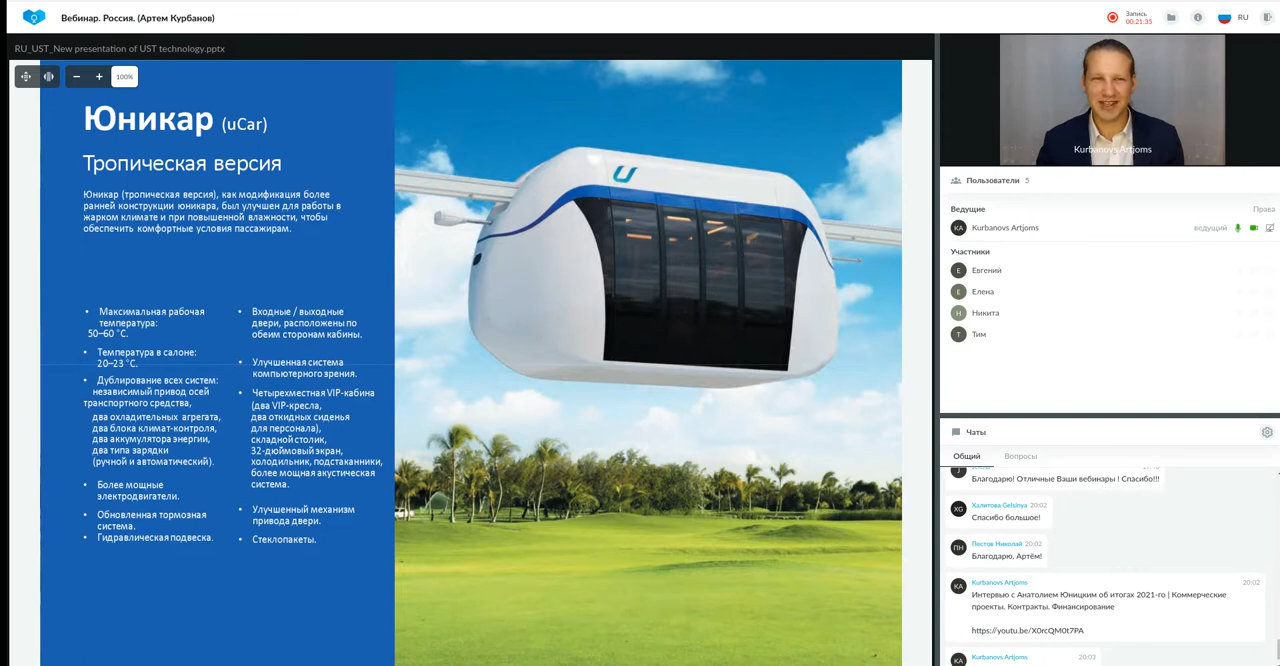 Вебинар. Россия. (Артем Курбанов)
Запись
00:21:35
RU
RU_UST_New presentation of UST technology.pptx
100%
Юникар (uCar)
Тропическая версия
Юникар (тропическая версия), как модификация более
ранней конструкции юникара, был улучшен для работы в
жарком климате и при повышенной влажности, чтобы
обеспечить комфортные условия пассажирам.
• Максимальная рабочая
температура:
50–60 °C.
• Температура в салоне:
20–23 °C.
• Дублирование всех систем:
независимый привод осей
транспортного средства,
два охладительных агрегата,
два блока климат-контроля,
два аккумулятора энергии,
два типа зарядки
(ручной и автоматический).
• Более мощные
электродвигатели.
• Обновленная тормозная
система.
• Гидравлическая подвеска.
• Входные / выходные
двери, расположены по
обеим сторонам кабины.
• Улучшенная система
компьютерного зрения.
• Четырехместная VIP-кабина
(два VIP-кресла,
два откидных сиденья
для персонала),
складной столик,
32-дюймовый экран,
холодильник, подстаканники,
более мощная акустическая
система.
• Улучшенный механизм
привода двери.
• Стеклопакеты.
U
Kurbanovs Artjoms
Пользователи 5
Ведущие Права
KA Kurbanovs Artjoms ведущий
Участники
Е Евгений
Е Елена
Н Никита
Т Тим
Чаты
Общий Вопросы
Благодарю! Отличные Ваши вебинары ! Спасибо!!!
XG Халитова Gelsinya 20:02
Спасибо большое!
ПН Пестов Николай 20:02
Благодарю, Артём!
KA Kurbanovs Artjoms 20:02
Интервью с Анатолием Юницким об итогах 2021-го | Коммерческие
проекты. Контракты. Финансирование
https://youtu.be/X0rcQM0t7PA
KA Kurbanovs Artjoms 20:03